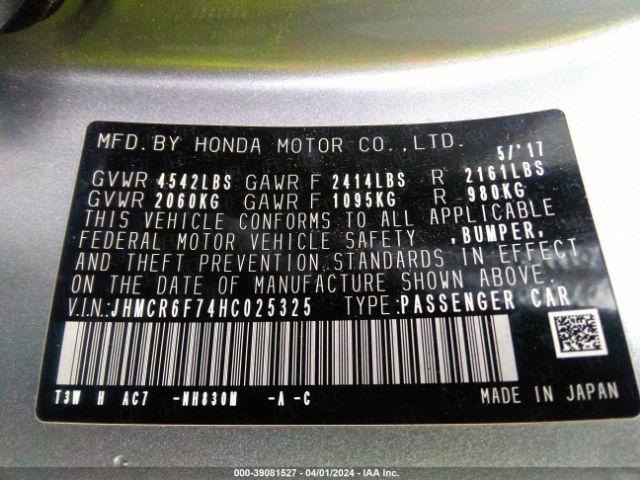 MFD. BY HONDA MOTOR CO., LTD. 5/'17
GVWR 4542LBS GAWR F 2414LBS R 2161LBS
GVWR 2060KG GAWR F 1095KG R 980KG
THIS VEHICLE CONFORMS TO ALL APPLICABLE
FEDERAL MOTOR VEHICLE SAFETY ,BUMPER,
AND THEFT PREVENTION STANDARDS IN EFFECT
ON THE DATE OF MANUFACTURE SHOWN ABOVE.
V.I.N.:JHMCR6F74HC025325 TYPE:PASSENGER CAR
T3W H AC7 -NH830M -A -C
MADE IN JAPAN
000-39081527 - 04/01/2024 - IAA Inc.